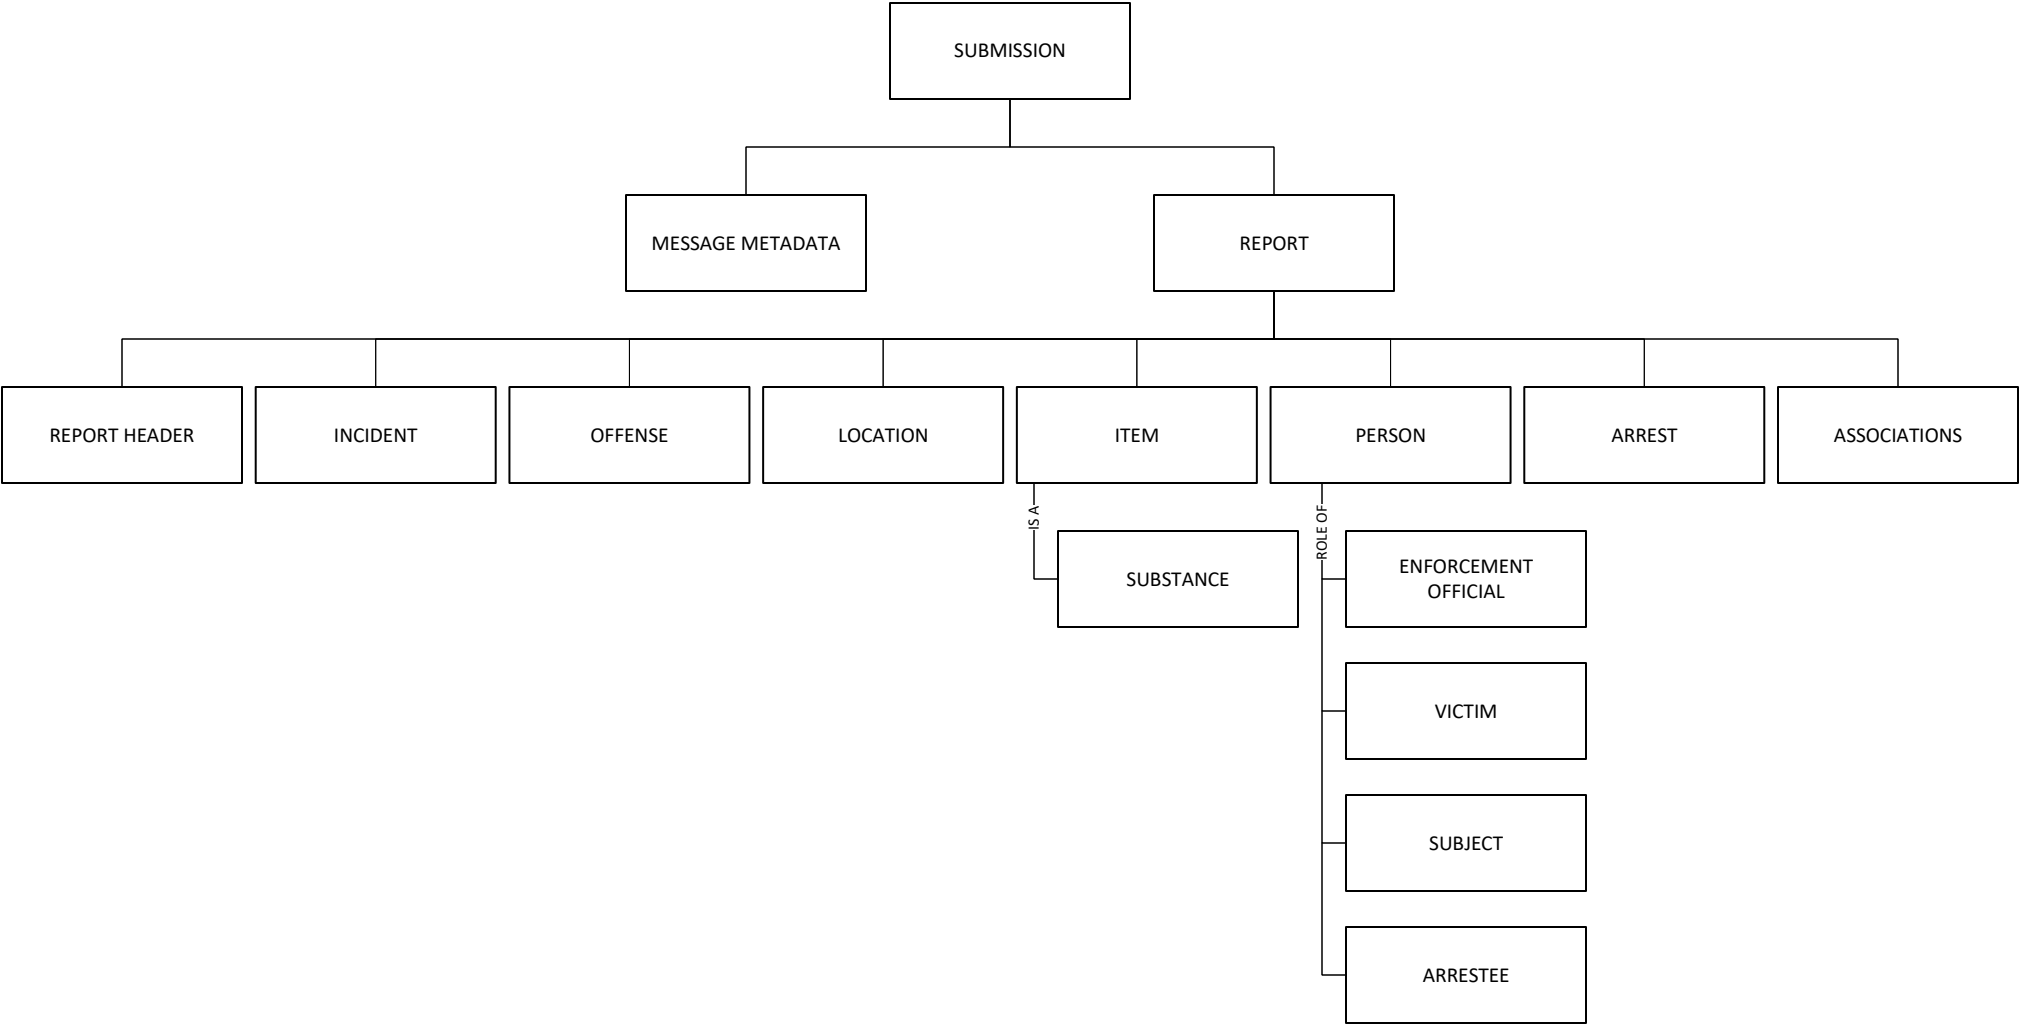 SUBMISSION
MESSAGE METADATA
REPORT
REPORT HEADER
INCIDENT
OFFENSE
LOCATION
ITEM
PERSON
ARREST
ASSOCIATIONS
IS A
SUBSTANCE
ROLE OF
ENFORCEMENT
OFFICIAL
VICTIM
SUBJECT
ARRESTEE